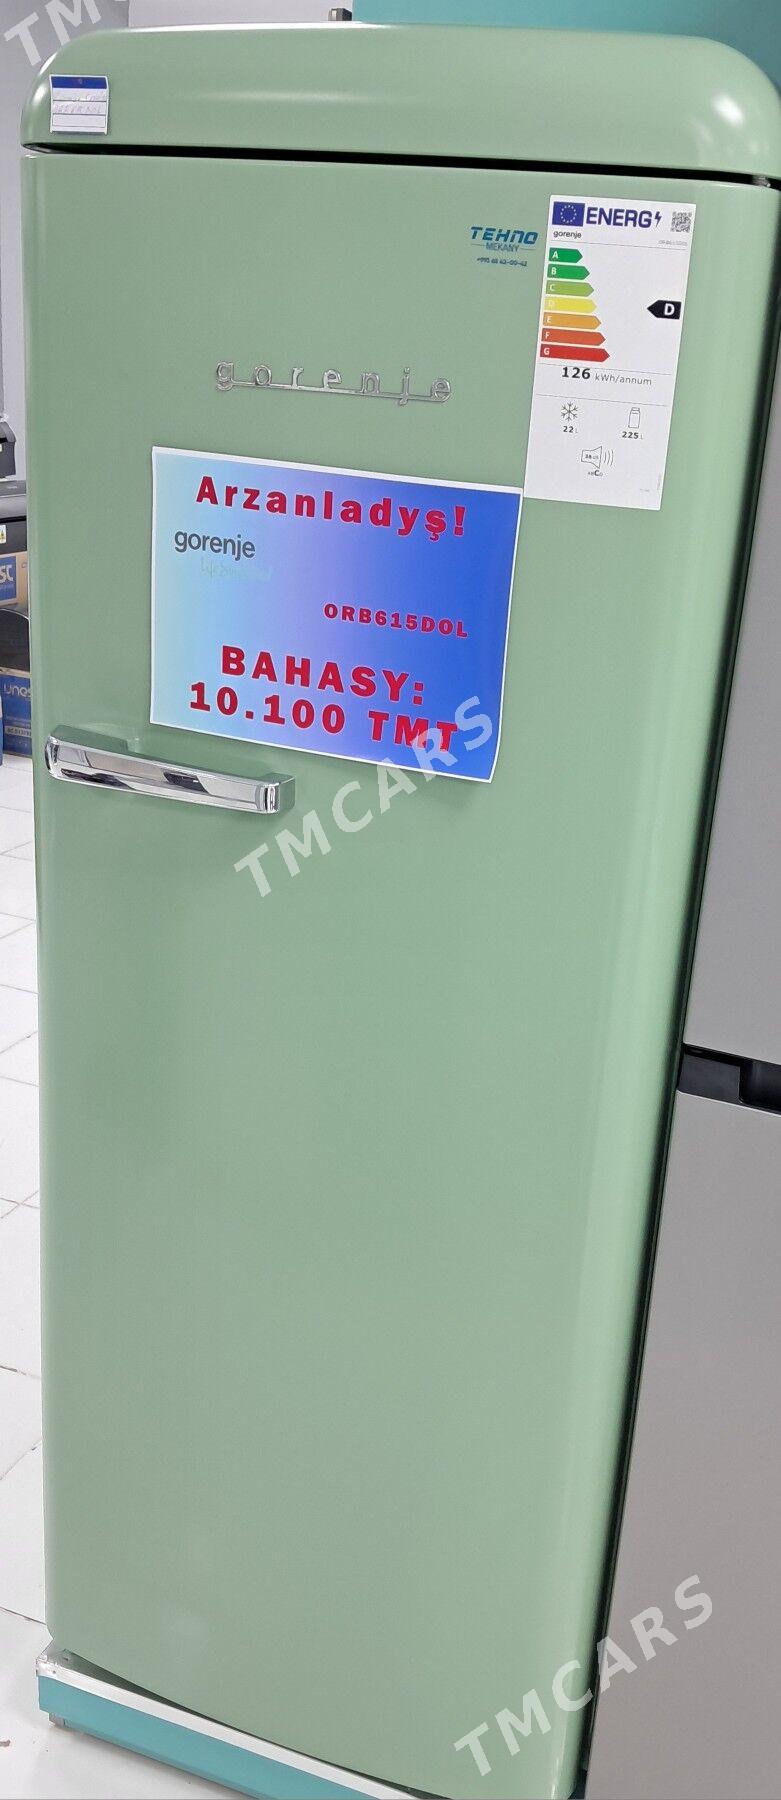 TMCARS
TEHNO
MEKANY
ENERG
gorenje
A
B
C
D
E
F
G
D
126 kWh/annum
22 L
225 L
gorenje
Arzanladyş!
gorenje
ORB615DOL
BAHASY:
10.100 TMT
TMCARS
TMCARS